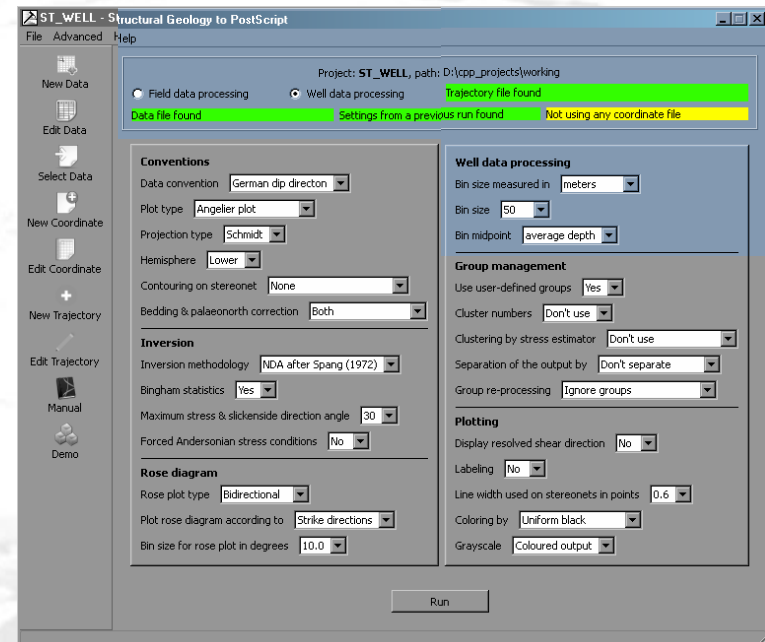 ST_WELL - Structural Geology to PostScript
File Advanced Help
New Data
Edit Data
Select Data
New Coordinate
Edit Coordinate
New Trajectory
Edit Trajectory
Manual
Demo
Project: ST_WELL, path: D:\cpp_projects\working
Field data processing Well data processing Trajectory file found
Data file found Settings from a previous run found Not using any coordinate file
Conventions
Data convention German dip directon
Plot type Angelier plot
Projection type Schmidt
Hemisphere Lower
Contouring on stereonet None
Bedding & palaeonorth correction Both
Inversion
Inversion methodology NDA after Spang (1972)
Bingham statistics Yes
Maximum stress & slickenside direction angle 30
Forced Andersonian stress conditions No
Rose diagram
Rose plot type Bidirectional
Plot rose diagram according to Strike directions
Bin size for rose plot in degrees 10.0
Well data processing
Bin size measured in meters
Bin size 50
Bin midpoint average depth
Group management
Use user-defined groups Yes
Cluster numbers Don't use
Clustering by stress estimator Don't use
Separation of the output by Don't separate
Group re-processing Ignore groups
Plotting
Display resolved shear direction No
Labeling No
Line width used on stereonets in points 0.6
Coloring by Uniform black
Grayscale Coloured output
Run